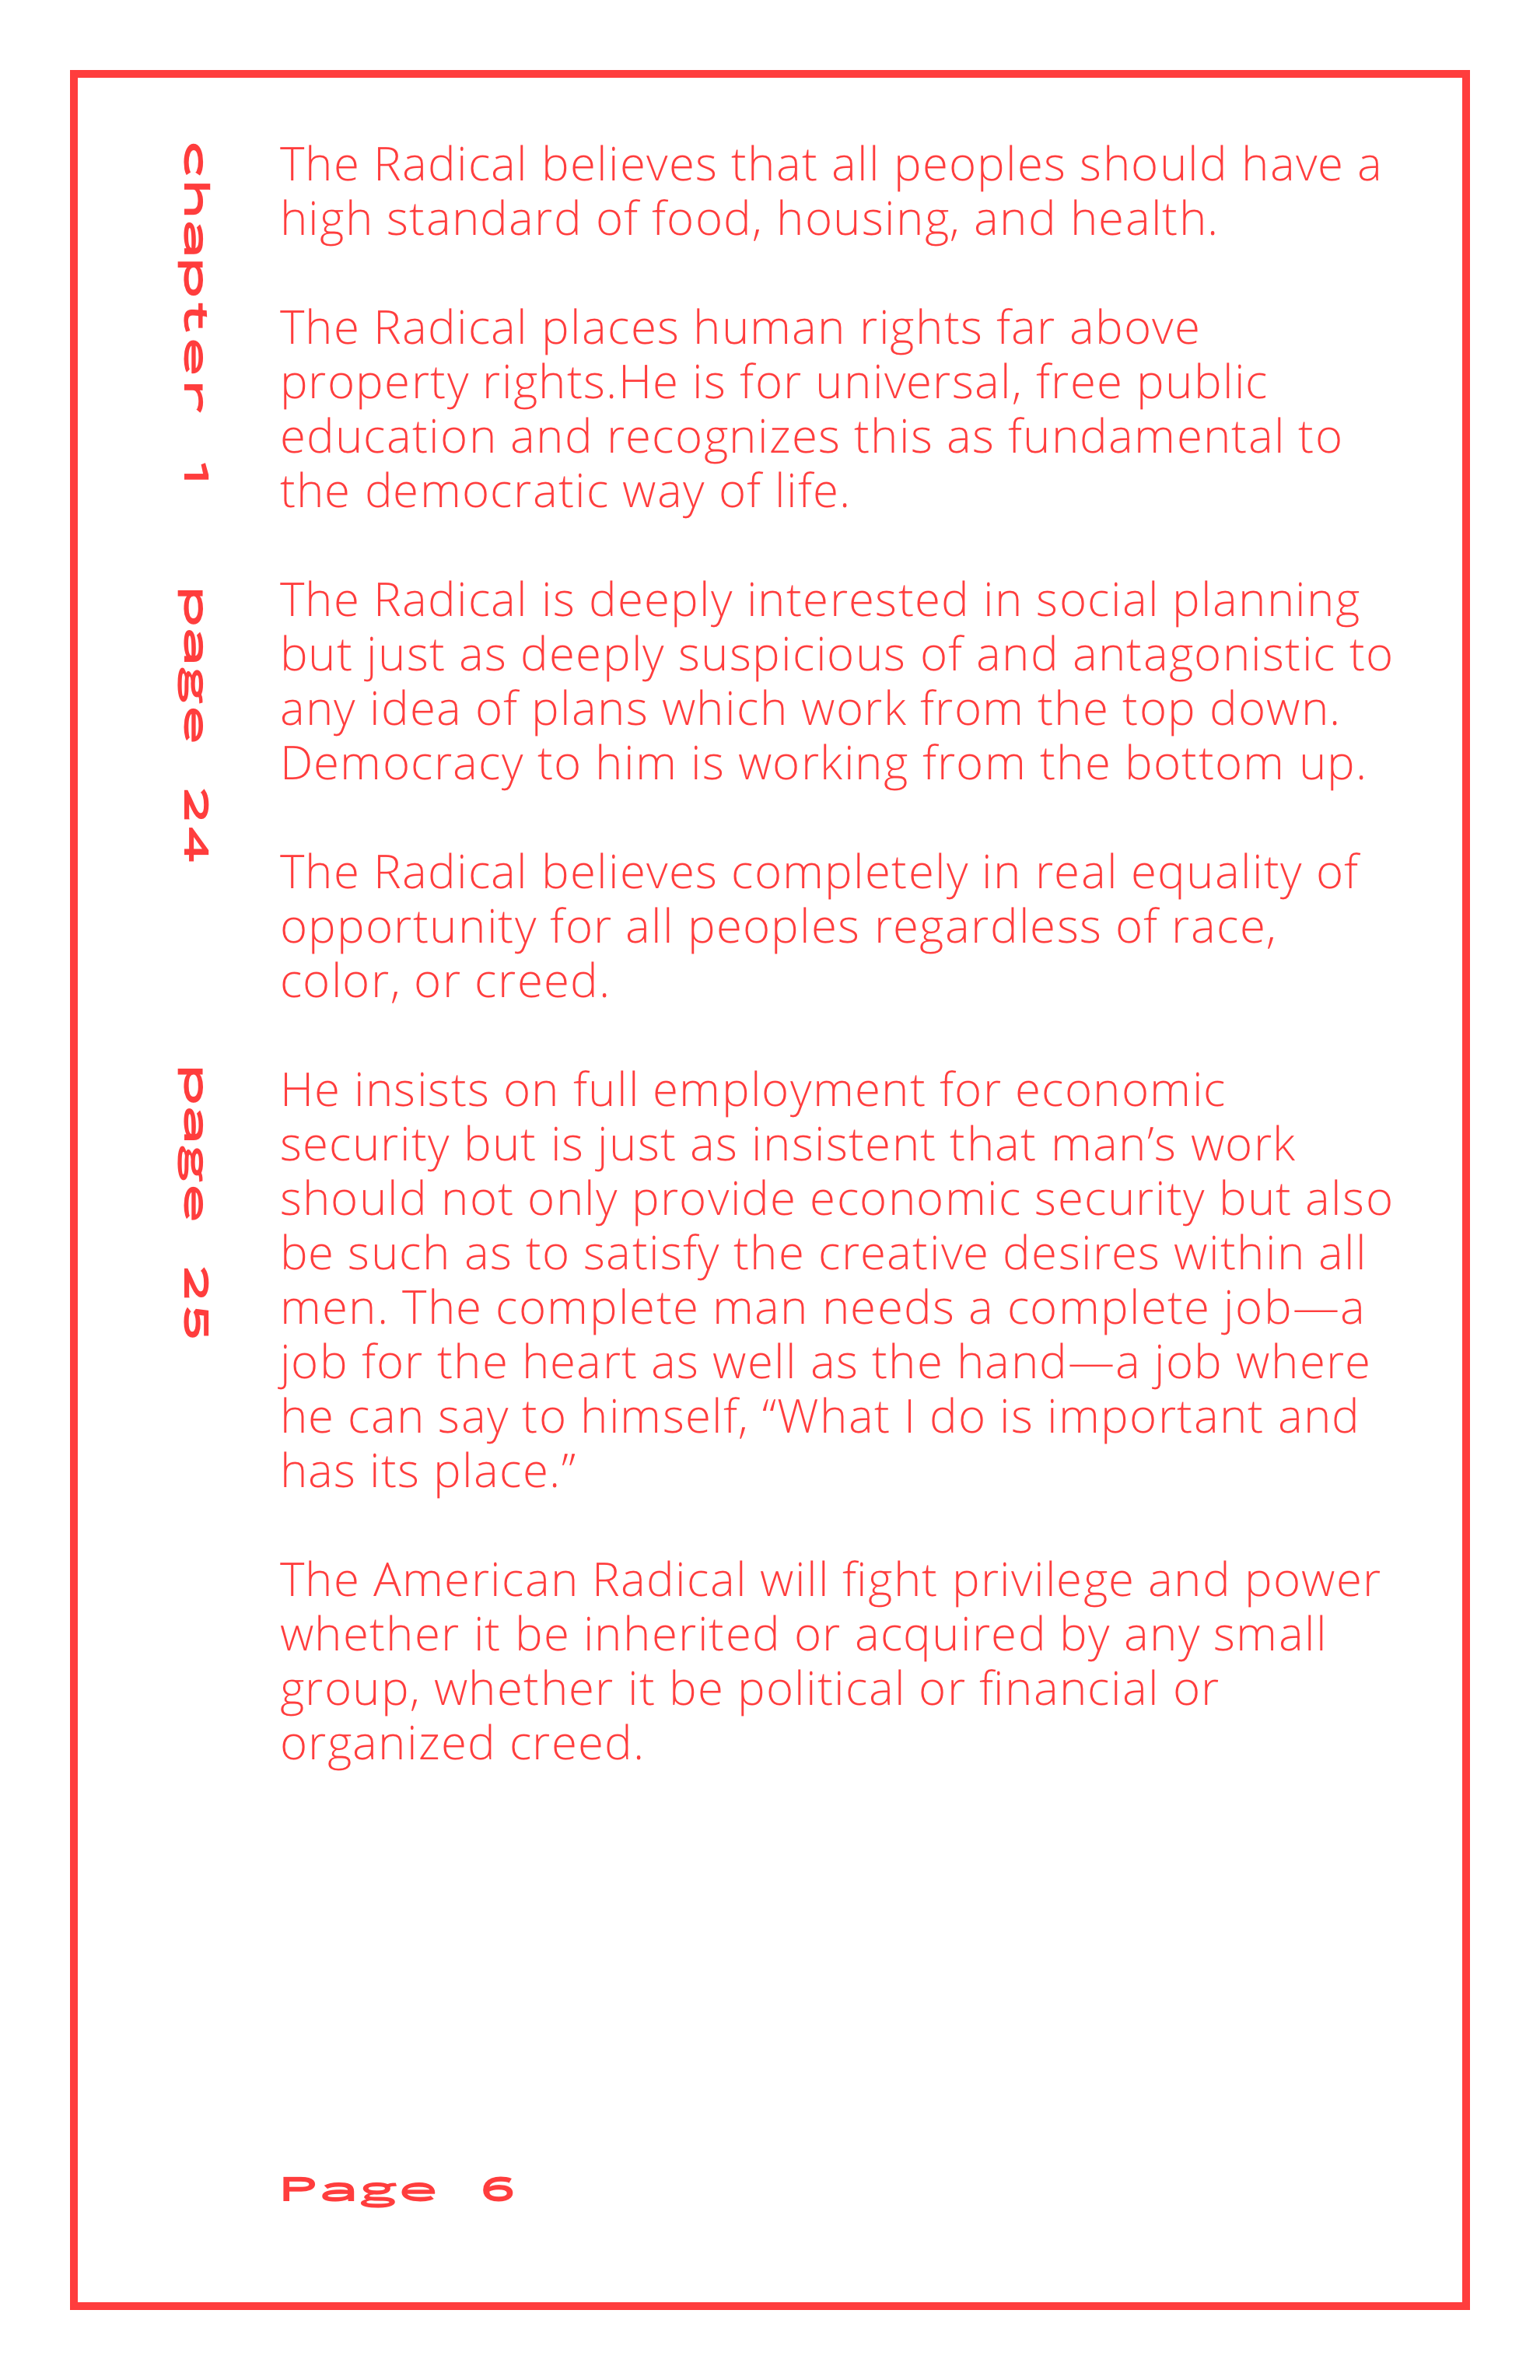 chapter 1
page 24
page 25
The Radical believes that all peoples should have a
high standard of food, housing, and health.
The Radical places human rights far above
property rights.He is for universal, free public
education and recognizes this as fundamental to
the democratic way of life.
The Radical is deeply interested in social planning
but just as deeply suspicious of and antagonistic to
any idea of plans which work from the top down.
Democracy to him is working from the bottom up.
The Radical believes completely in real equality of
opportunity for all peoples regardless of race,
color, or creed.
He insists on full employment for economic
security but is just as insistent that man’s work
should not only provide economic security but also
be such as to satisfy the creative desires within all
men. The complete man needs a complete job—a
job for the heart as well as the hand—a job where
he can say to himself, “What I do is important and
has its place.”
The American Radical will fight privilege and power
whether it be inherited or acquired by any small
group, whether it be political or financial or
organized creed.
Page 6